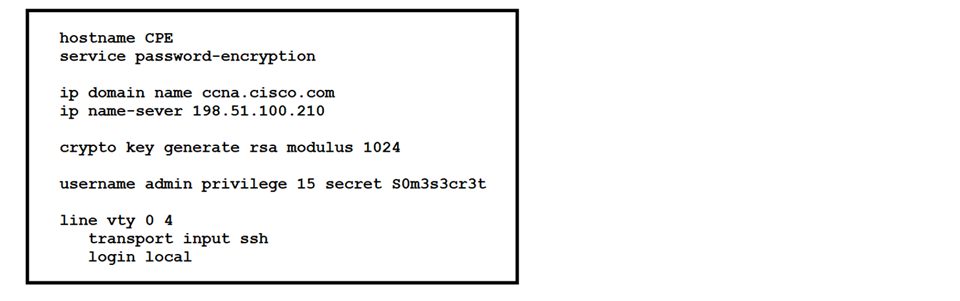 hostname CPE
service password-encryption
ip domain name ccna.cisco.com
ip name-sever 198.51.100.210
crypto key generate rsa modulus 1024
username admin privilege 15 secret S0m3s3cr3t
line vty 0 4
transport input ssh
login local